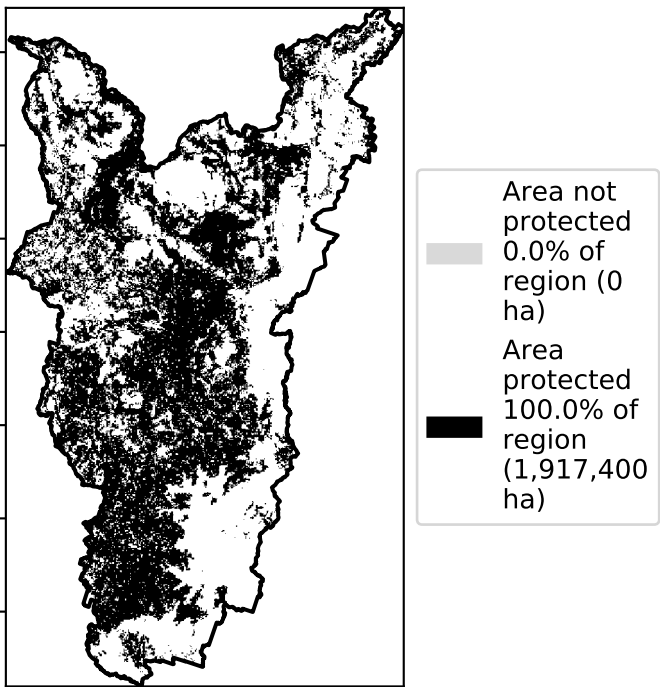 Area not
protected
0.0% of
region (0
ha)
Area
protected
100.0% of
region
(1,917,400
ha)